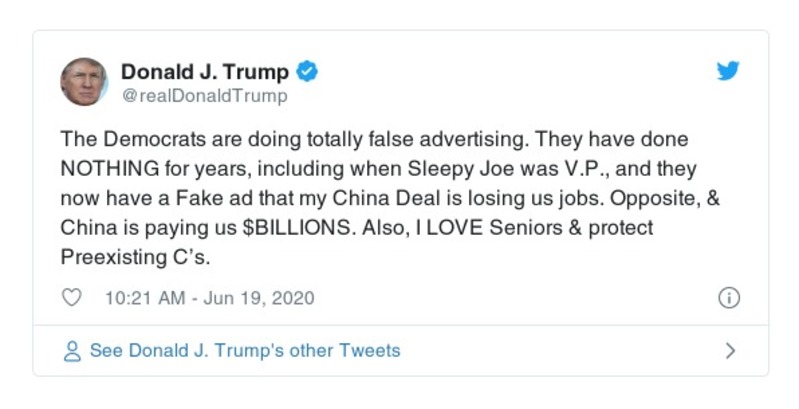 Donald J. Trump
@realDonaldTrump
The Democrats are doing totally false advertising. They have done
NOTHING for years, including when Sleepy Joe was V.P., and they
now have a Fake ad that my China Deal is losing us jobs. Opposite, &
China is paying us $BILLIONS. Also, I LOVE Seniors & protect
Preexisting C’s.
10:21 AM - Jun 19, 2020
See Donald J. Trump's other Tweets